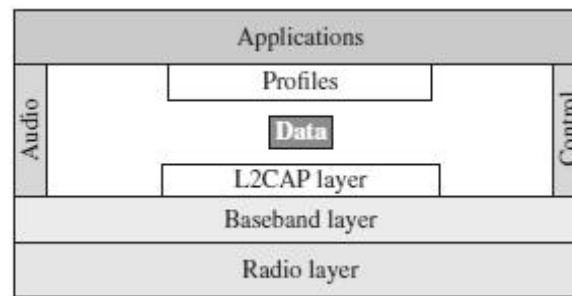 Applications
Profiles
Audio
Data
Control
L2CAP layer
Baseband layer
Radio layer